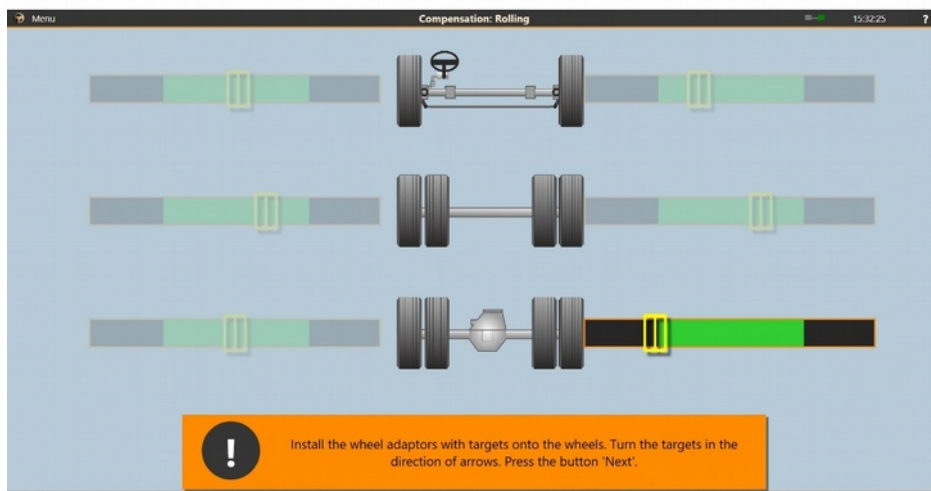 Menu
Compensation: Rolling
15:32:25
?
!
Install the wheel adaptors with targets onto the wheels. Turn the targets in the
direction of arrows. Press the button 'Next'.